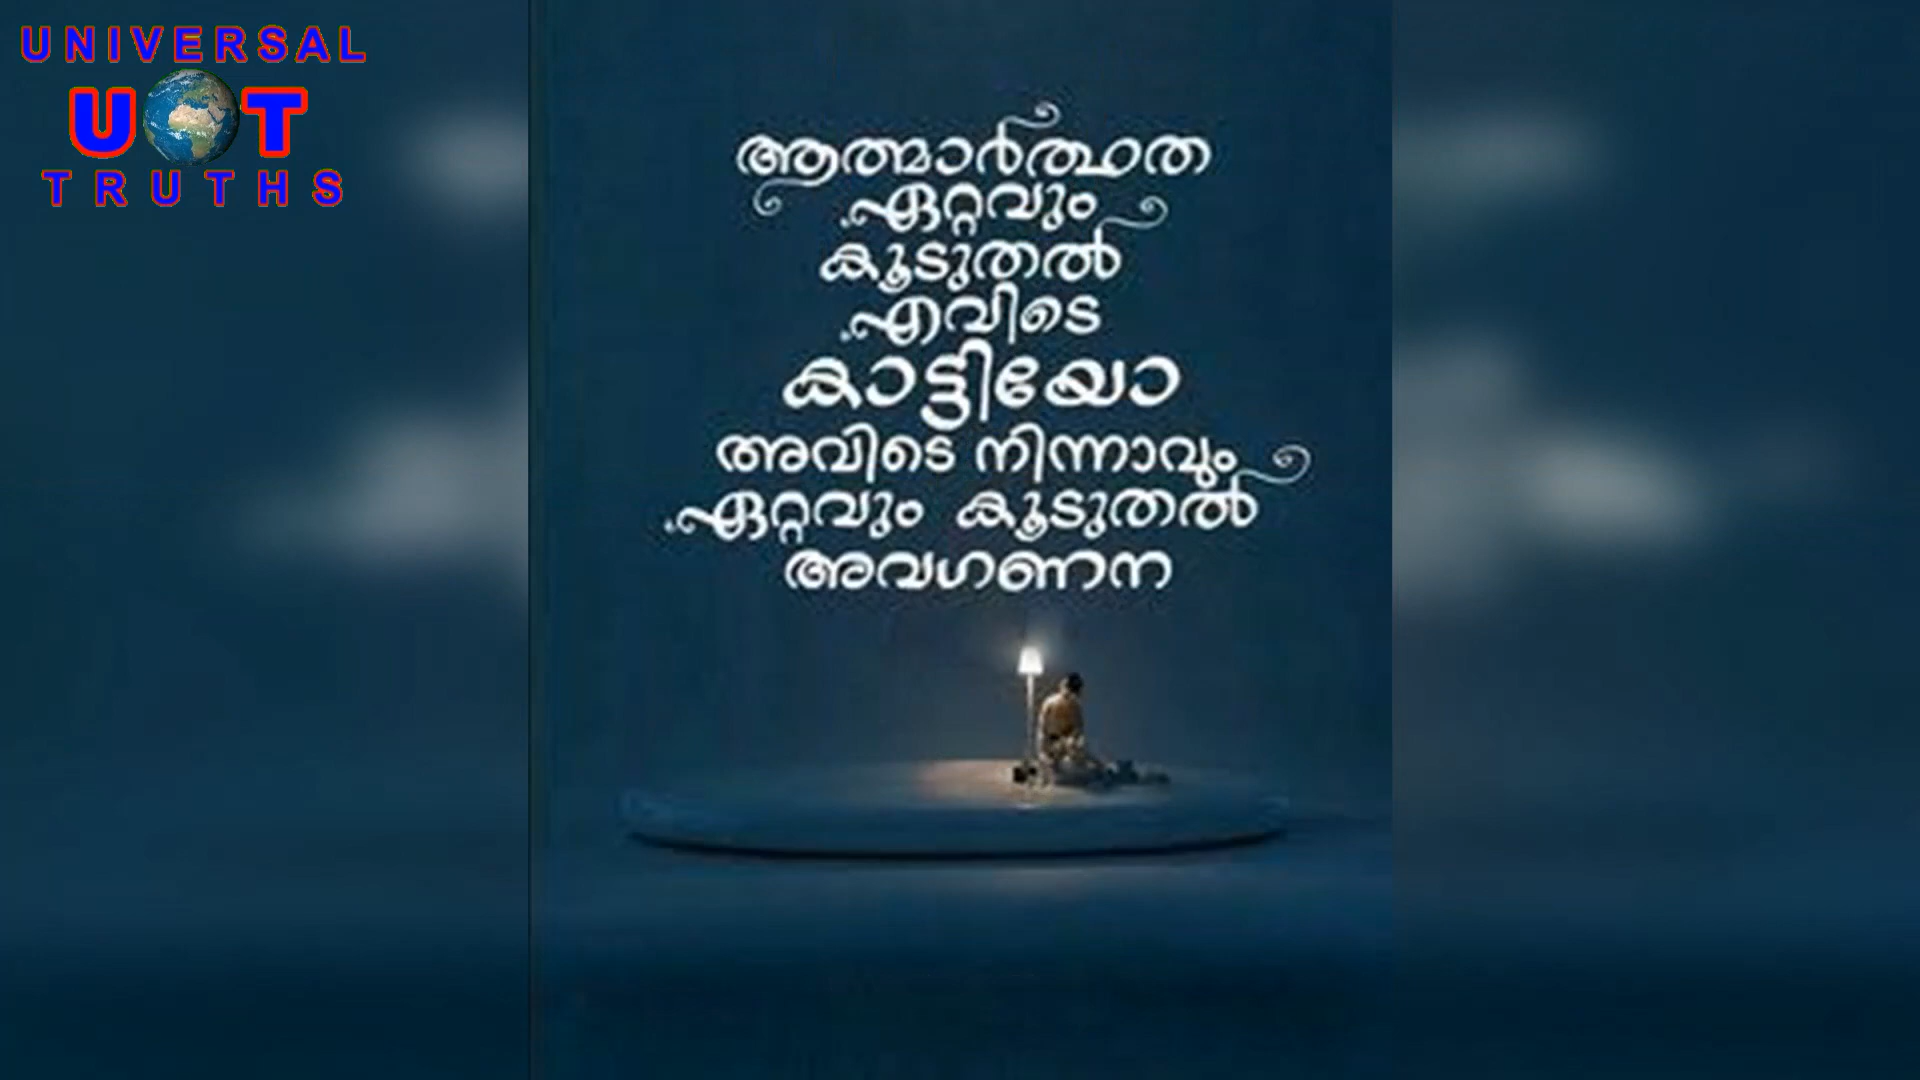 UNIVERSAL
U T
TRUTHS
ആത്മാർത്ഥത
ഏറ്റവും
കൂടുതൽ
എവിടെ
കാട്ടിയോ
അവിടെ നിന്നാവും
ഏറ്റവും കൂടുതൽ
അവഗണന